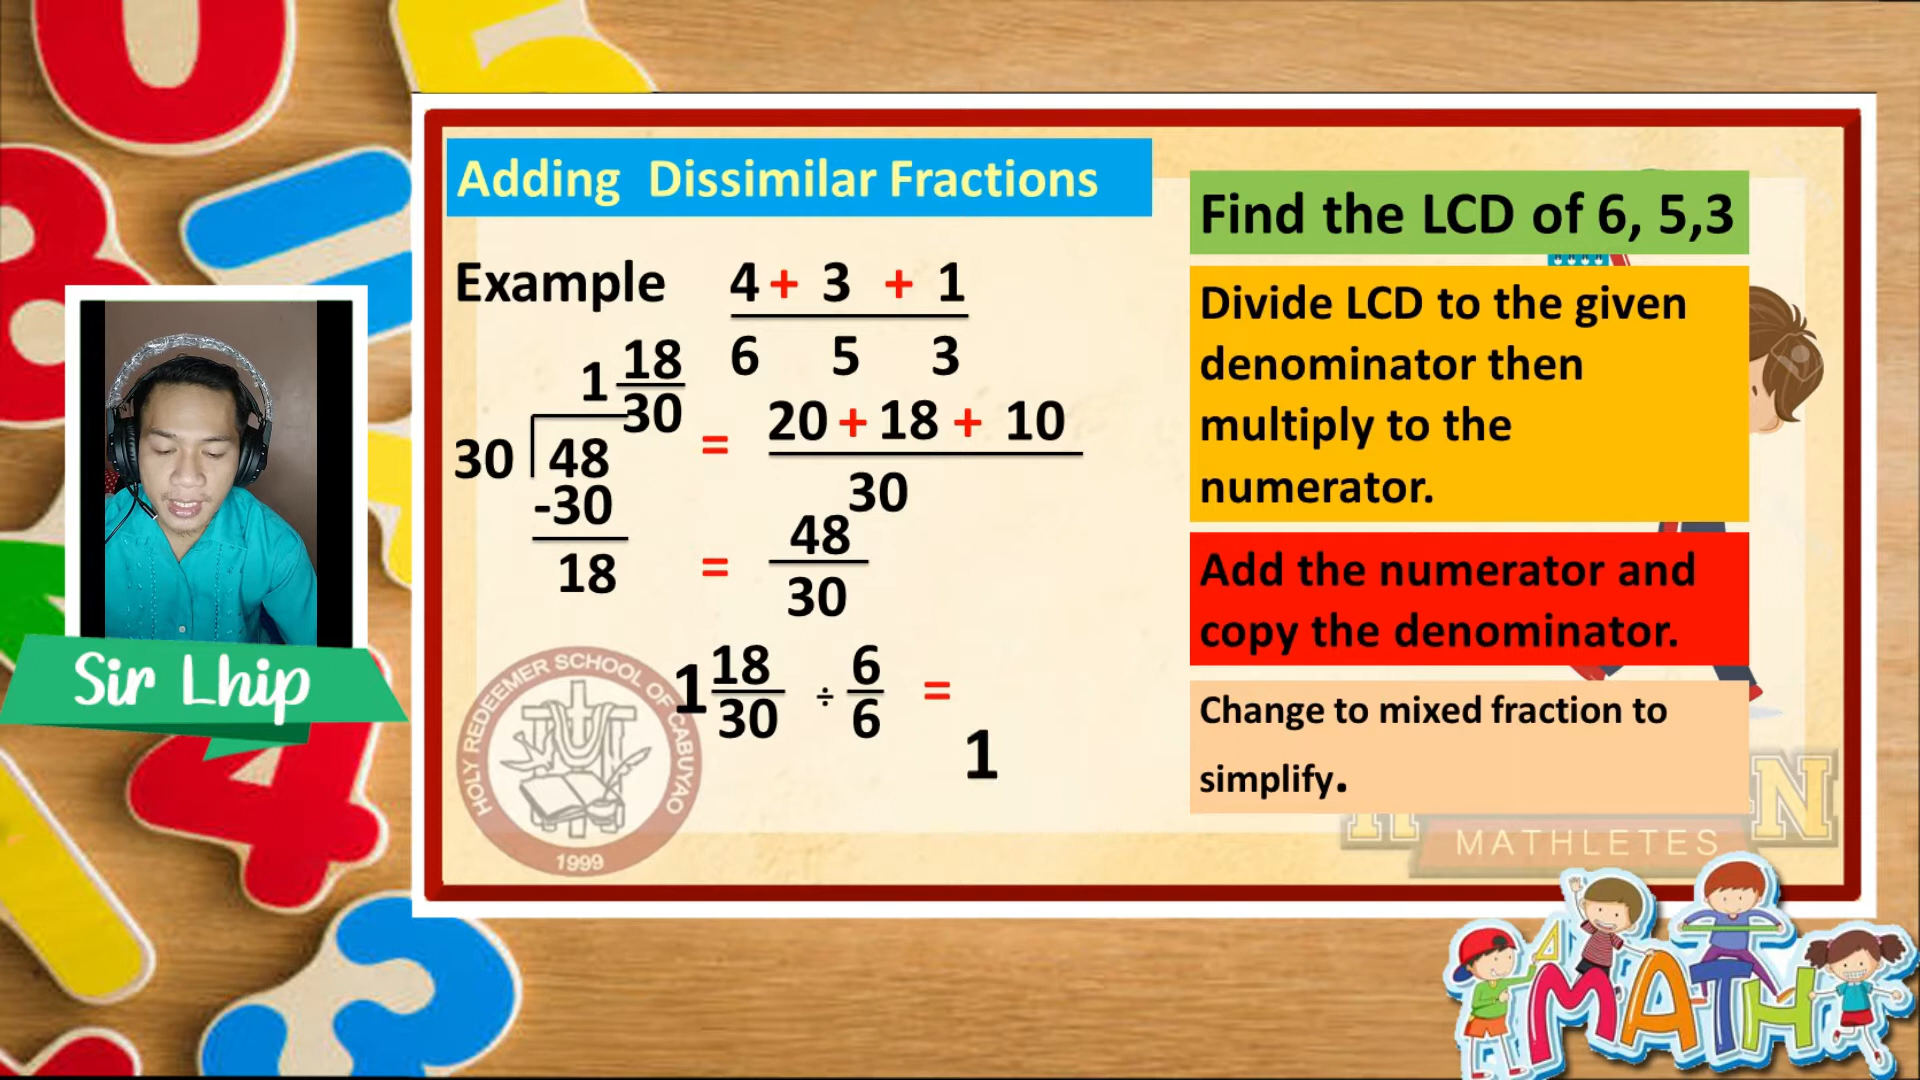 Adding Dissimilar Fractions
Example 4 + 3 + 1
6 5 3
1 18
30
30 48
-30
18
= 20 + 18 + 10
30
= 48
30
1 18 ÷ 6 =
30 6
1
Find the LCD of 6, 5,3
Divide LCD to the given
denominator then
multiply to the
numerator.
Add the numerator and
copy the denominator.
Change to mixed fraction to
simplify.
Sir Lhip
HOLY REDEEMER SCHOOL OF CABUYAO
1999
MATHLETES
MATH